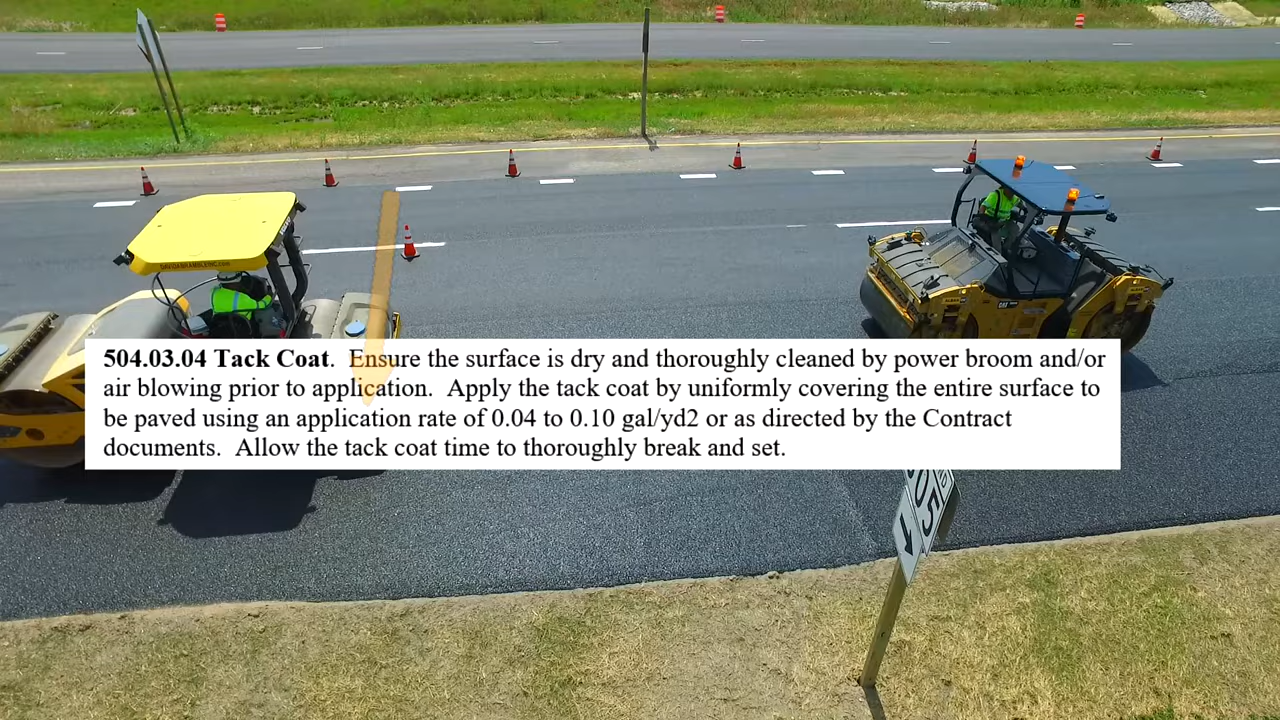 DAVIDABRAMBLEINC.COM
CAT
504.03.04 Tack Coat. Ensure the surface is dry and thoroughly cleaned by power broom and/or
air blowing prior to application. Apply the tack coat by uniformly covering the entire surface to
be paved using an application rate of 0.04 to 0.10 gal/yd2 or as directed by the Contract
documents. Allow the tack coat time to thoroughly break and set.